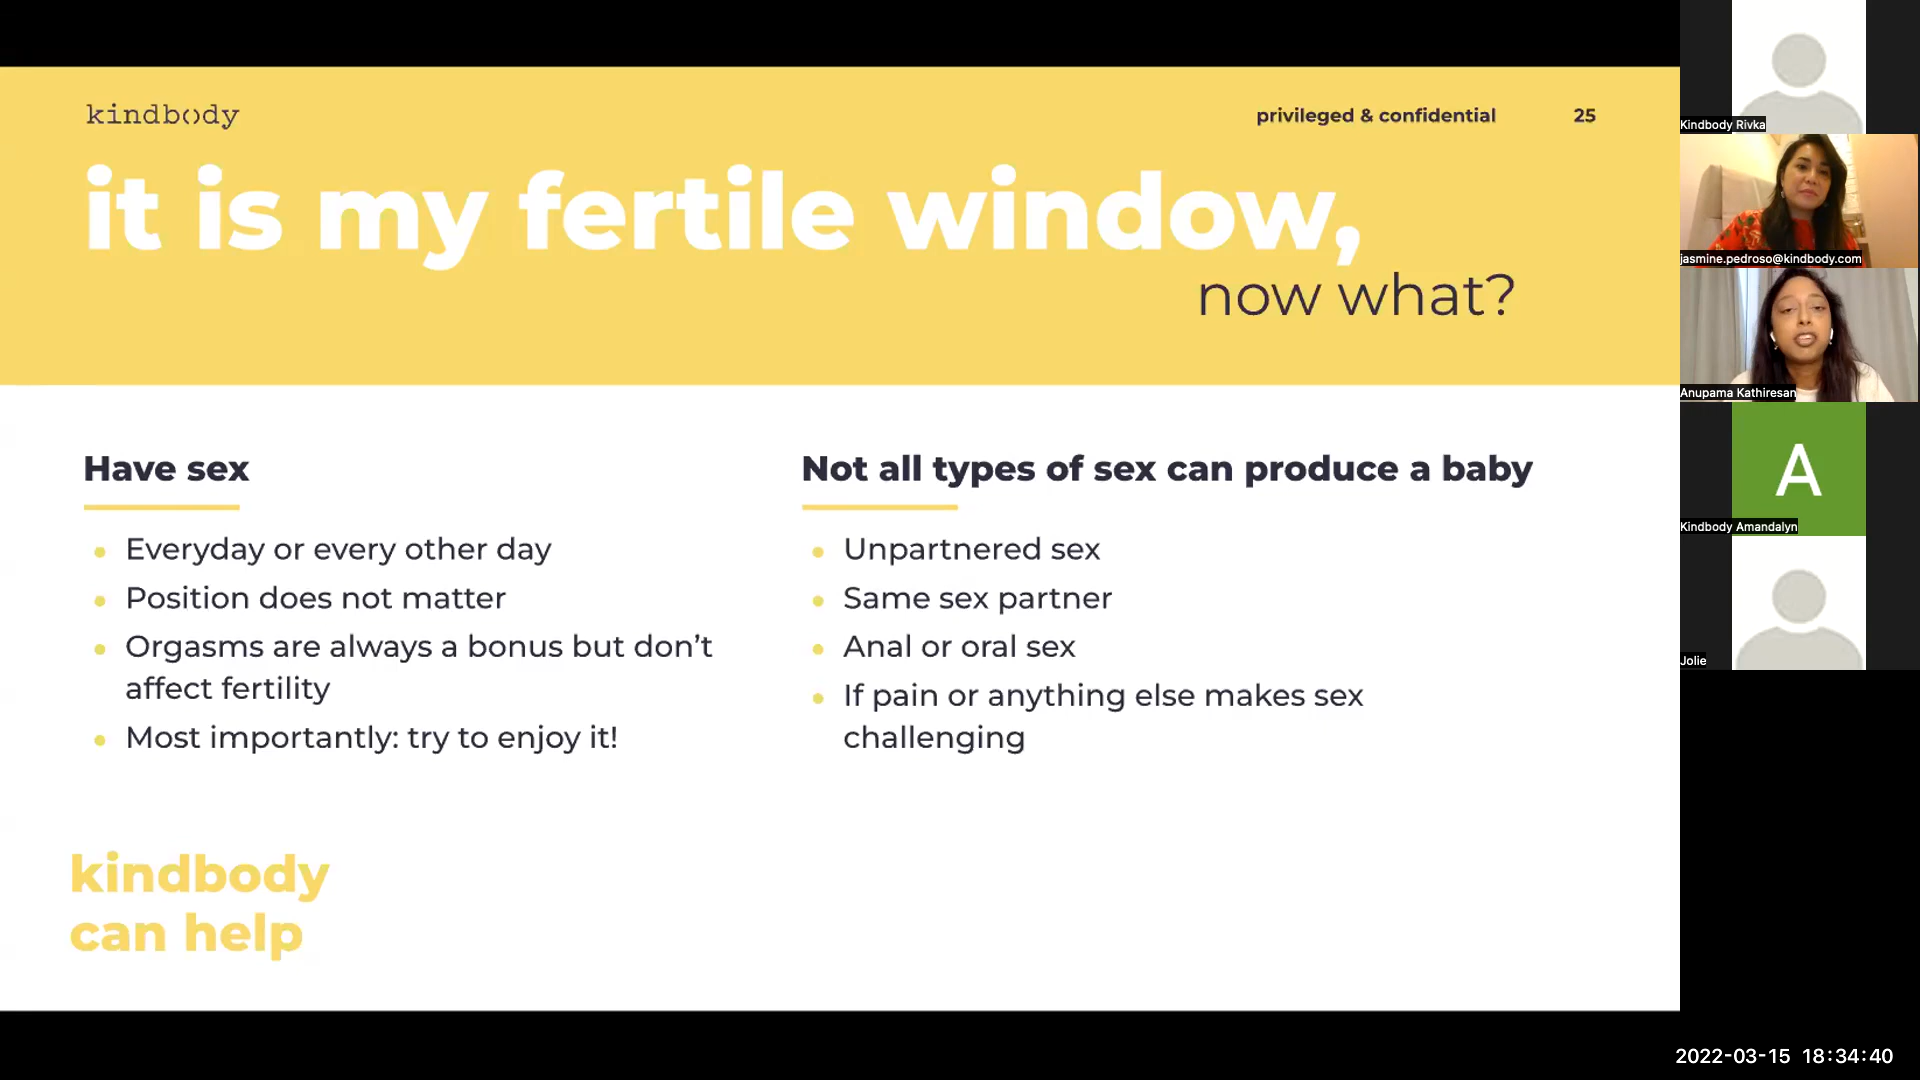 kindbody
privileged & confidential
25
it is my fertile window,
now what?
Have sex
Everyday or every other day
Position does not matter
Orgasms are always a bonus but don’t
affect fertility
Most importantly: try to enjoy it!
Not all types of sex can produce a baby
Unpartnered sex
Same sex partner
Anal or oral sex
If pain or anything else makes sex
challenging
kindbody
can help
Kindbody Rivka
jasmine.pedroso@kindbody.com
Anupama Kathiresan
A
Kindbody Amandalyn
Jolie
2022-03-15 18:34:40